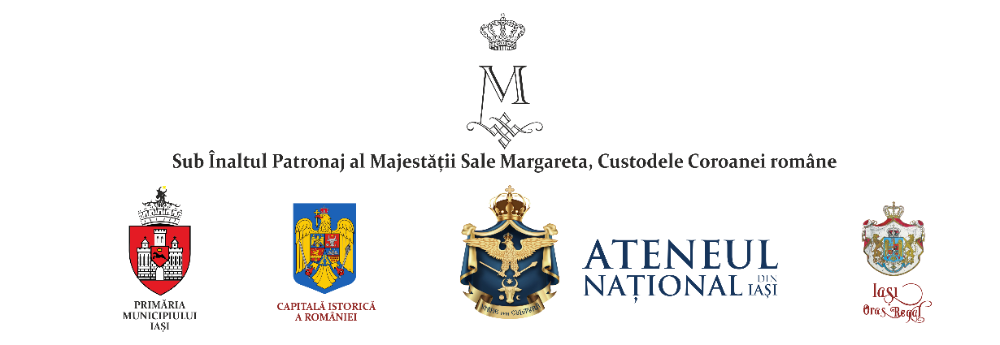 M
Sub Înaltul Patronaj al Majestății Sale Margareta, Custodele Coroanei române
PRIMĂRIA
MUNICIPIULUI
IAȘI
CAPITALĂ ISTORICĂ
A ROMÂNIEI
ATENEUL
NAȚIONAL DIN IAȘI
Iași
Oraș Regal